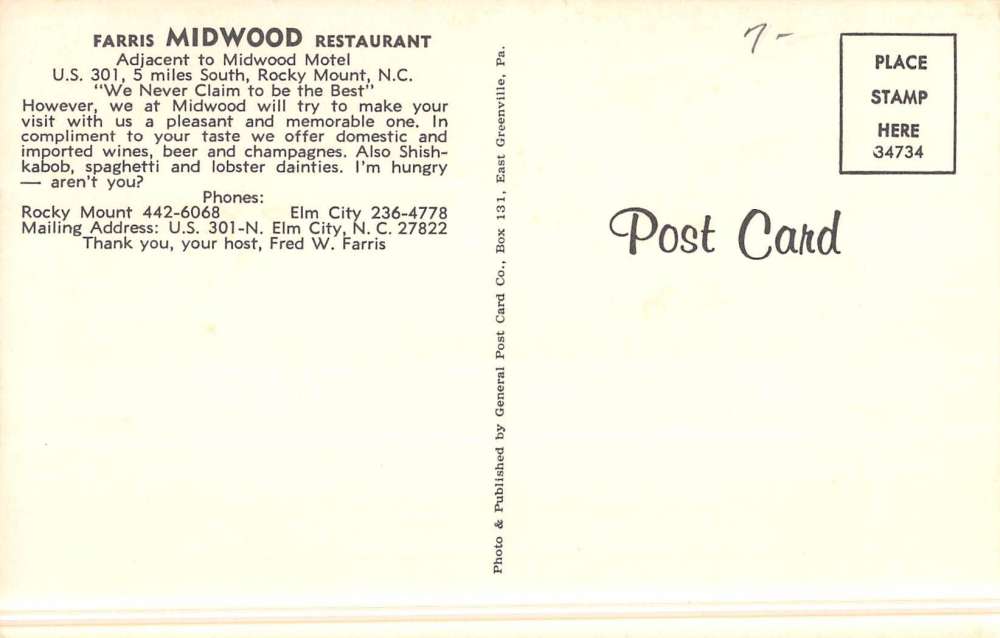 FARRIS MIDWOOD RESTAURANT
Adjacent to Midwood Motel
U.S. 301, 5 miles South, Rocky Mount, N.C.
"We Never Claim to be the Best"
However, we at Midwood will try to make your
visit with us a pleasant and memorable one. In
compliment to your taste we offer domestic and
imported wines, beer and champagnes. Also Shish-
kabob, spaghetti and lobster dainties. I'm hungry
— aren't you?
Phones:
Rocky Mount 442-6068 Elm City 236-4778
Mailing Address: U.S. 301-N. Elm City, N. C. 27822
Thank you, your host, Fred W. Farris
Photo & Published by General Post Card Co., Box 131, East Greenville, Pa.
7-
PLACE
STAMP
HERE
34734
Post Card